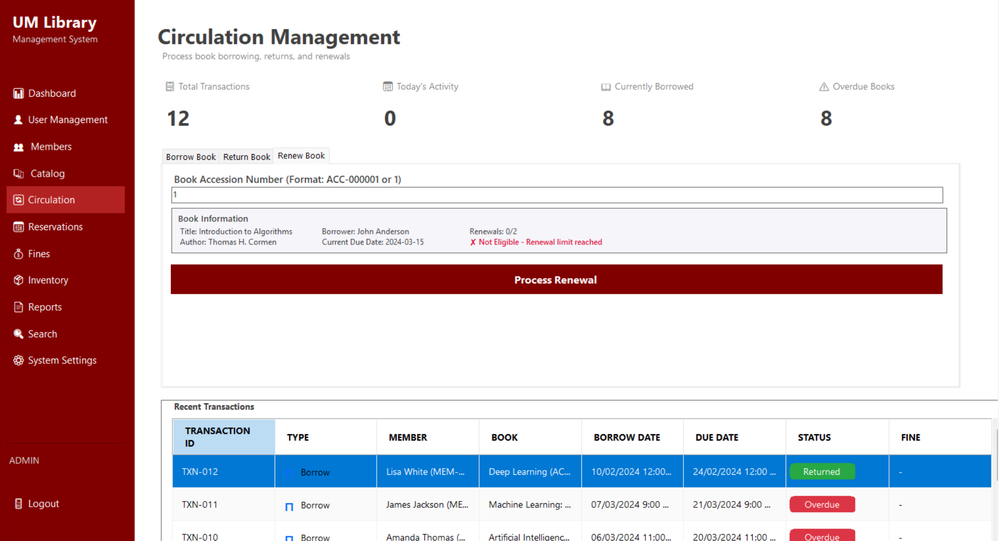 UM Library
Management System
Dashboard
User Management
Members
Catalog
Circulation
Reservations
Fines
Inventory
Reports
Search
System Settings
ADMIN
Logout
Circulation Management
Process book borrowing, returns, and renewals
Total Transactions
12
Today's Activity
0
Currently Borrowed
8
Overdue Books
8
Borrow Book Return Book Renew Book
Book Accession Number (Format: ACC-000001 or 1)
1
Book Information
Title: Introduction to Algorithms Borrower: John Anderson Renewals: 0/2
Author: Thomas H. Cormen Current Due Date: 2024-03-15 ✗ Not Eligible - Renewal limit reached
Process Renewal
Recent Transactions
TRANSACTION ID TYPE MEMBER BOOK BORROW DATE DUE DATE STATUS FINE
TXN-012 Borrow Lisa White (MEM-... Deep Learning (AC... 10/02/2024 12:00... 24/02/2024 12:00 ... Returned -
TXN-011 Borrow James Jackson (ME... Machine Learning: ... 07/03/2024 9:00 ... 21/03/2024 9:00 ... Overdue -
TXN-010 Borrow Amanda Thomas (... Artificial Intelligenc... 06/03/2024 11:00... 20/03/2024 11:00 ... Overdue -